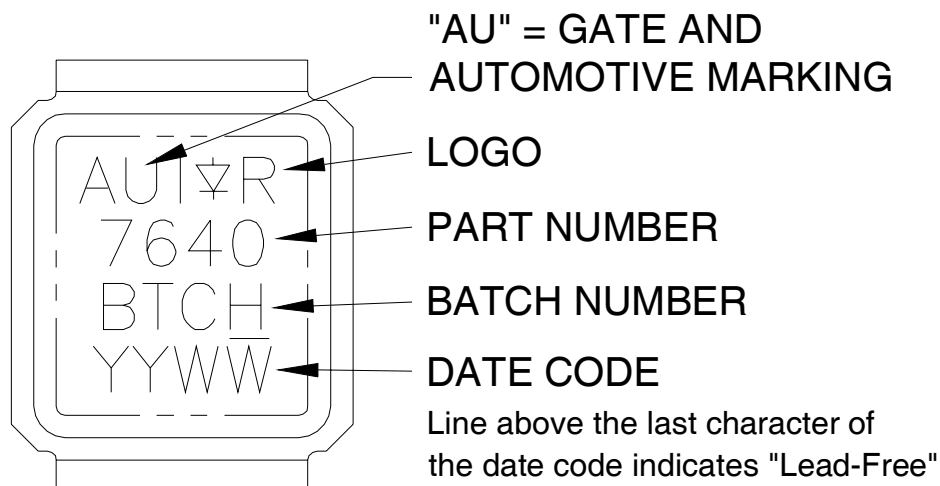 "AU" = GATE AND
AUTOMOTIVE MARKING
AUI R
LOGO
7640
PART NUMBER
BTCH
BATCH NUMBER
YYWW̅
DATE CODE
Line above the last character of
the date code indicates "Lead-Free"